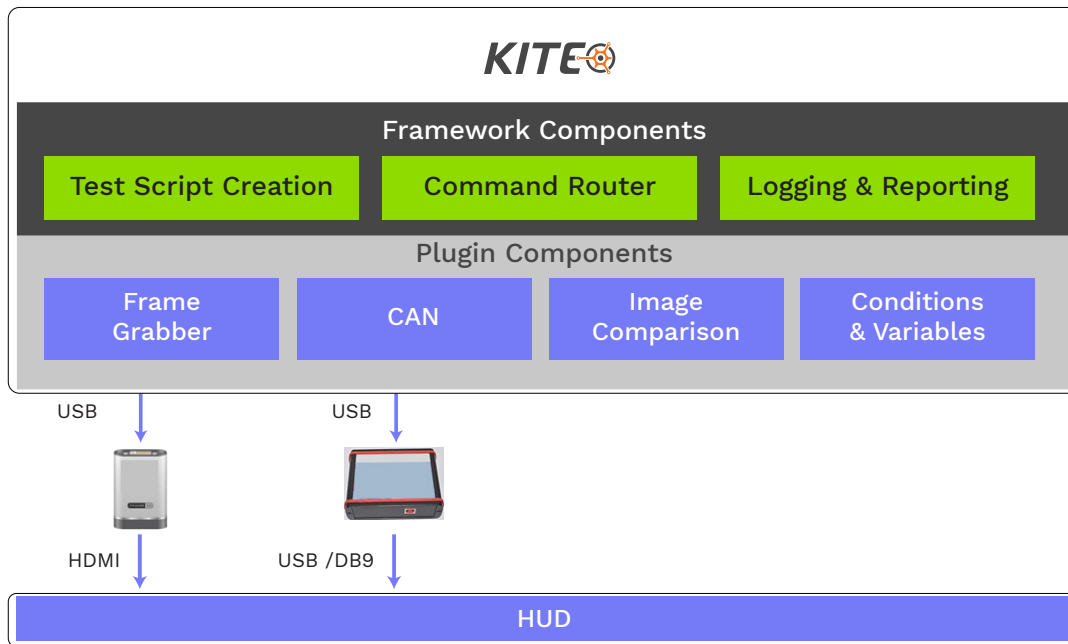 KITE
Framework Components
Test Script Creation
Command Router
Logging & Reporting
Plugin Components
Frame
Grabber
CAN
Image
Comparison
Conditions
& Variables
USB
USB
HDMI
USB /DB9
HUD